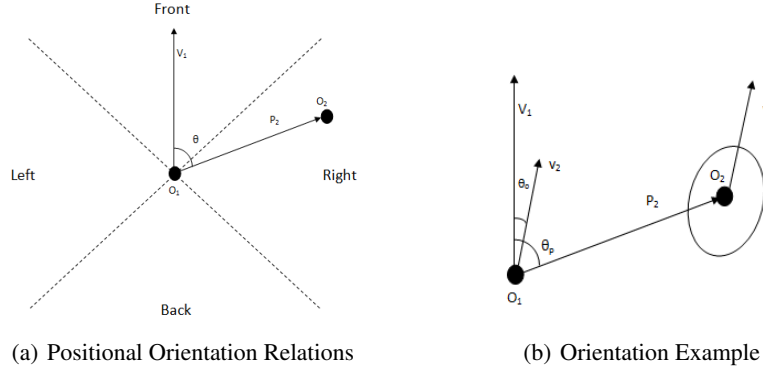 Front
V₁
O₂
P₂
θ
O₁
Left
Right
Back
(a) Positional Orientation Relations
V₁
V₂
θₒ
O₂
P₂
θₚ
O₁
(b) Orientation Example